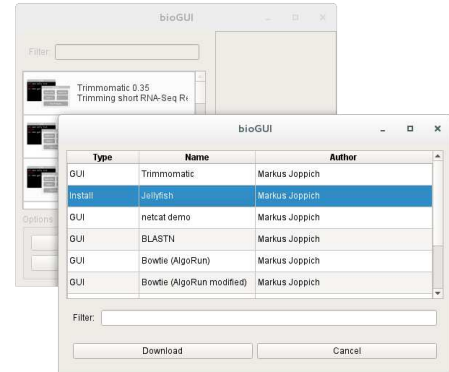 bioGUI
Filter:
Trimmomatic 0.35
Trimming short RNA-Seq Re
Options
bioGUI
Type Name Author
GUI Trimmomatic Markus Joppich
Install Jellyfish Markus Joppich
GUI netcat demo Markus Joppich
GUI BLASTN Markus Joppich
GUI Bowtie (AlgoRun) Markus Joppich
GUI Bowtie (AlgoRun modified) Markus Joppich
Filter:
Download Cancel